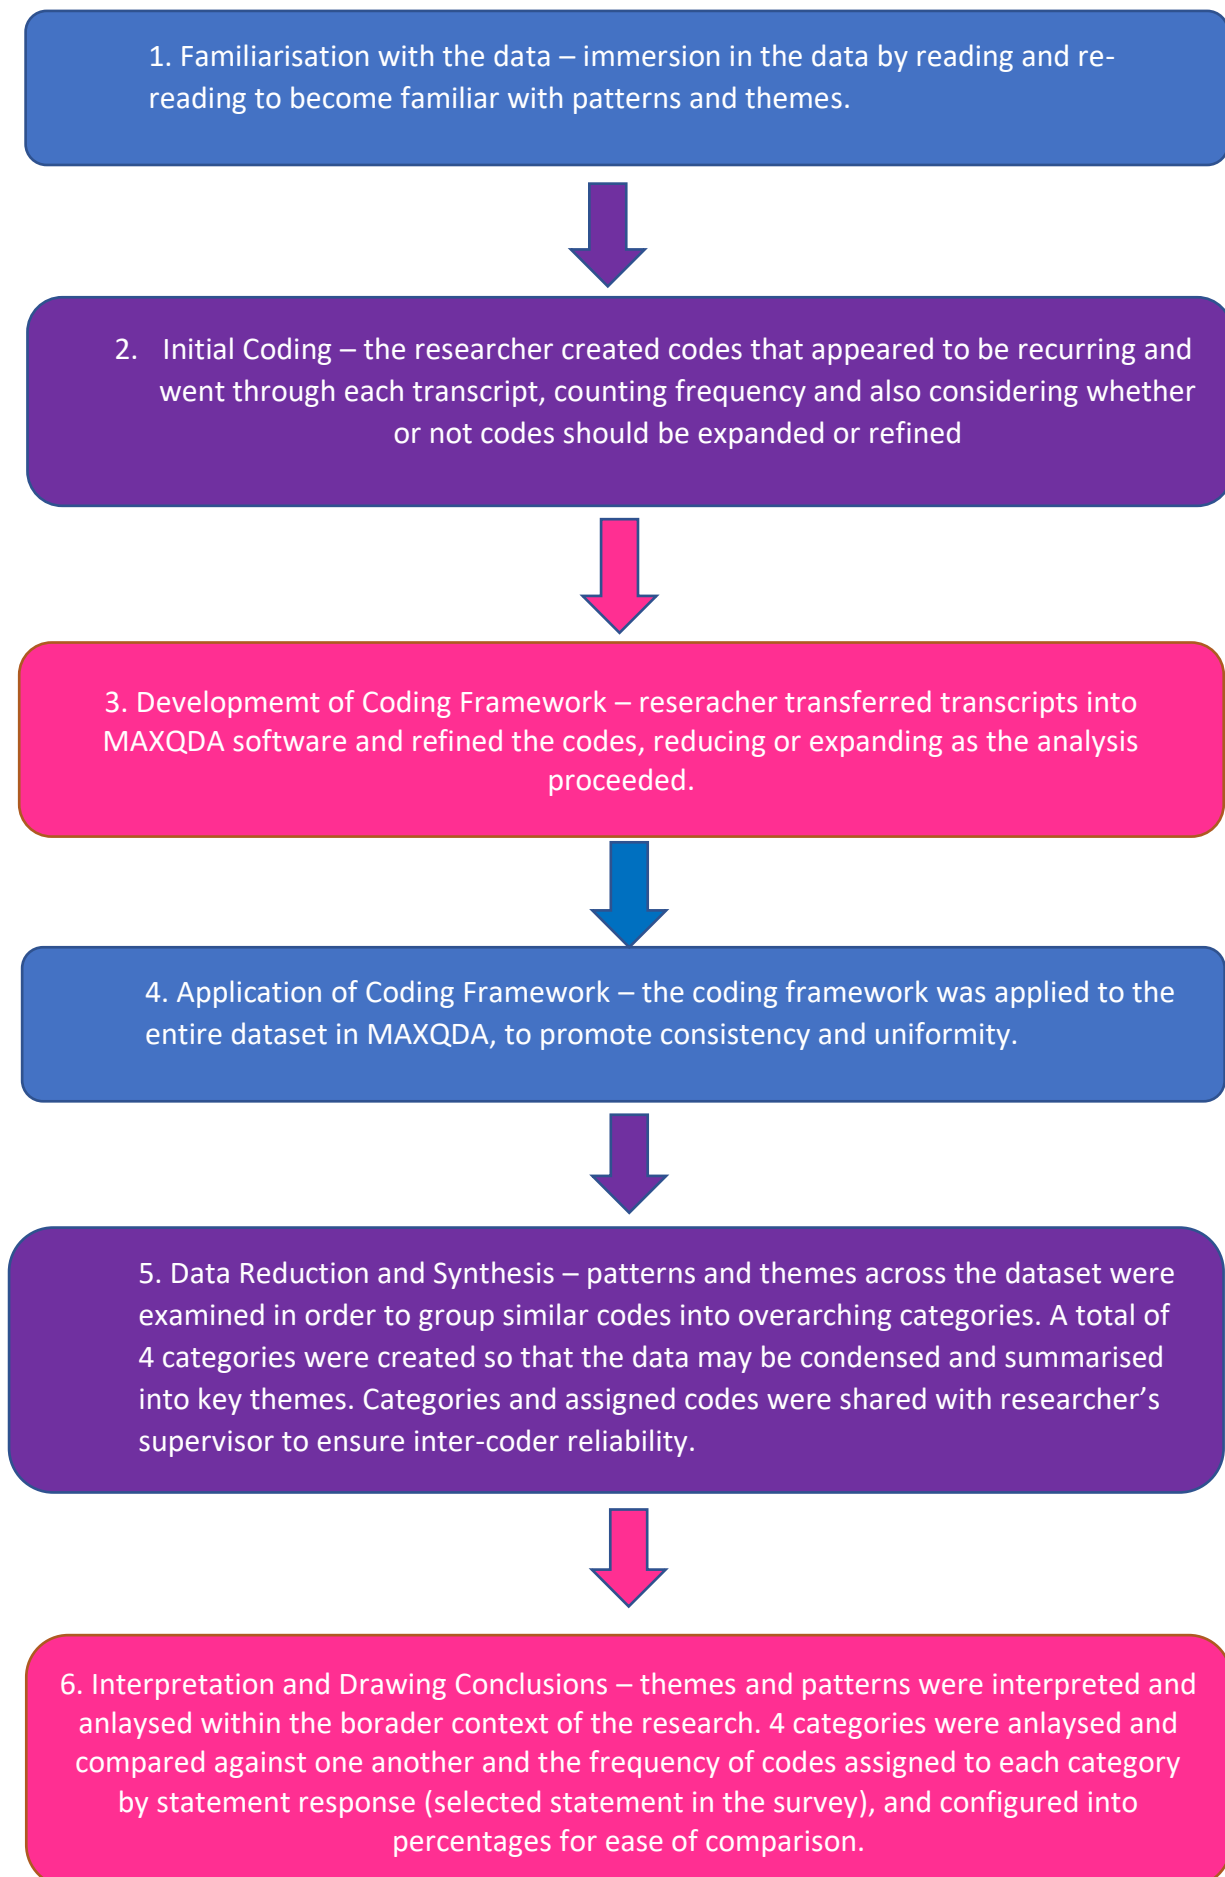 1. Familiarisation with the data – immersion in the data by reading and re-
reading to become familiar with patterns and themes.
2. Initial Coding – the researcher created codes that appeared to be recurring and
went through each transcript, counting frequency and also considering whether
or not codes should be expanded or refined
3. Developmemt of Coding Framework – reseracher transferred transcripts into
MAXQDA software and refined the codes, reducing or expanding as the analysis
proceeded.
4. Application of Coding Framework – the coding framework was applied to the
entire dataset in MAXQDA, to promote consistency and uniformity.
5. Data Reduction and Synthesis – patterns and themes across the dataset were
examined in order to group similar codes into overarching categories. A total of
4 categories were created so that the data may be condensed and summarised
into key themes. Categories and assigned codes were shared with researcher’s
supervisor to ensure inter-coder reliability.
6. Interpretation and Drawing Conclusions – themes and patterns were interpreted and
anlaysed within the borader context of the research. 4 categories were anlaysed and
compared against one another and the frequency of codes assigned to each category
by statement response (selected statement in the survey), and configured into
percentages for ease of comparison.